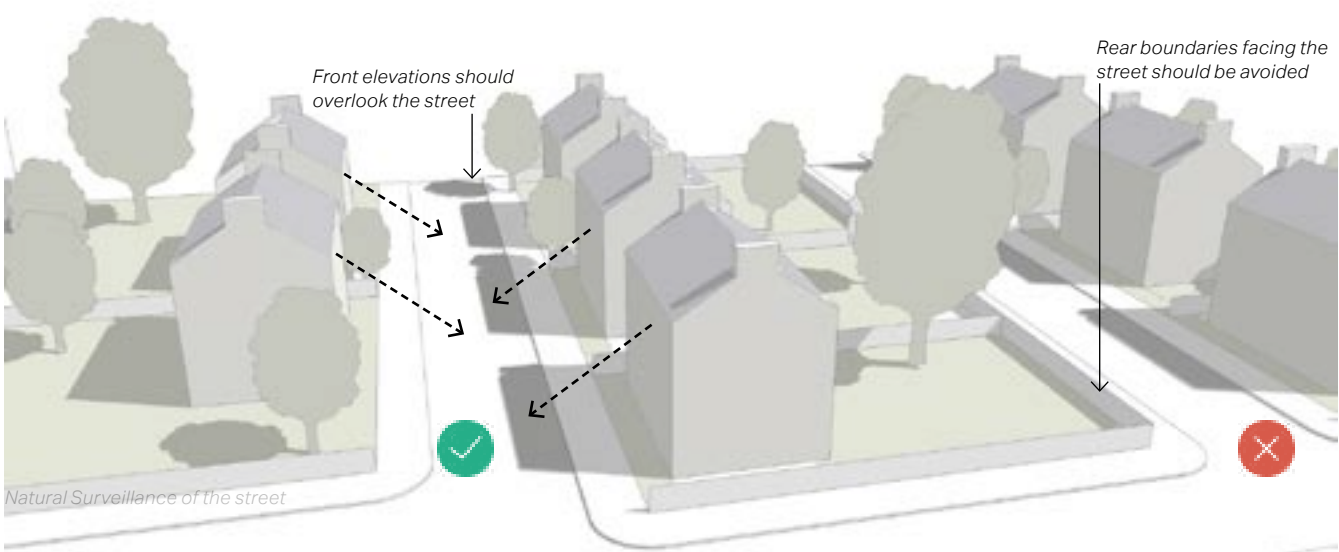 Front elevations should
overlook the street
Rear boundaries facing the
street should be avoided
Natural Surveillance of the street